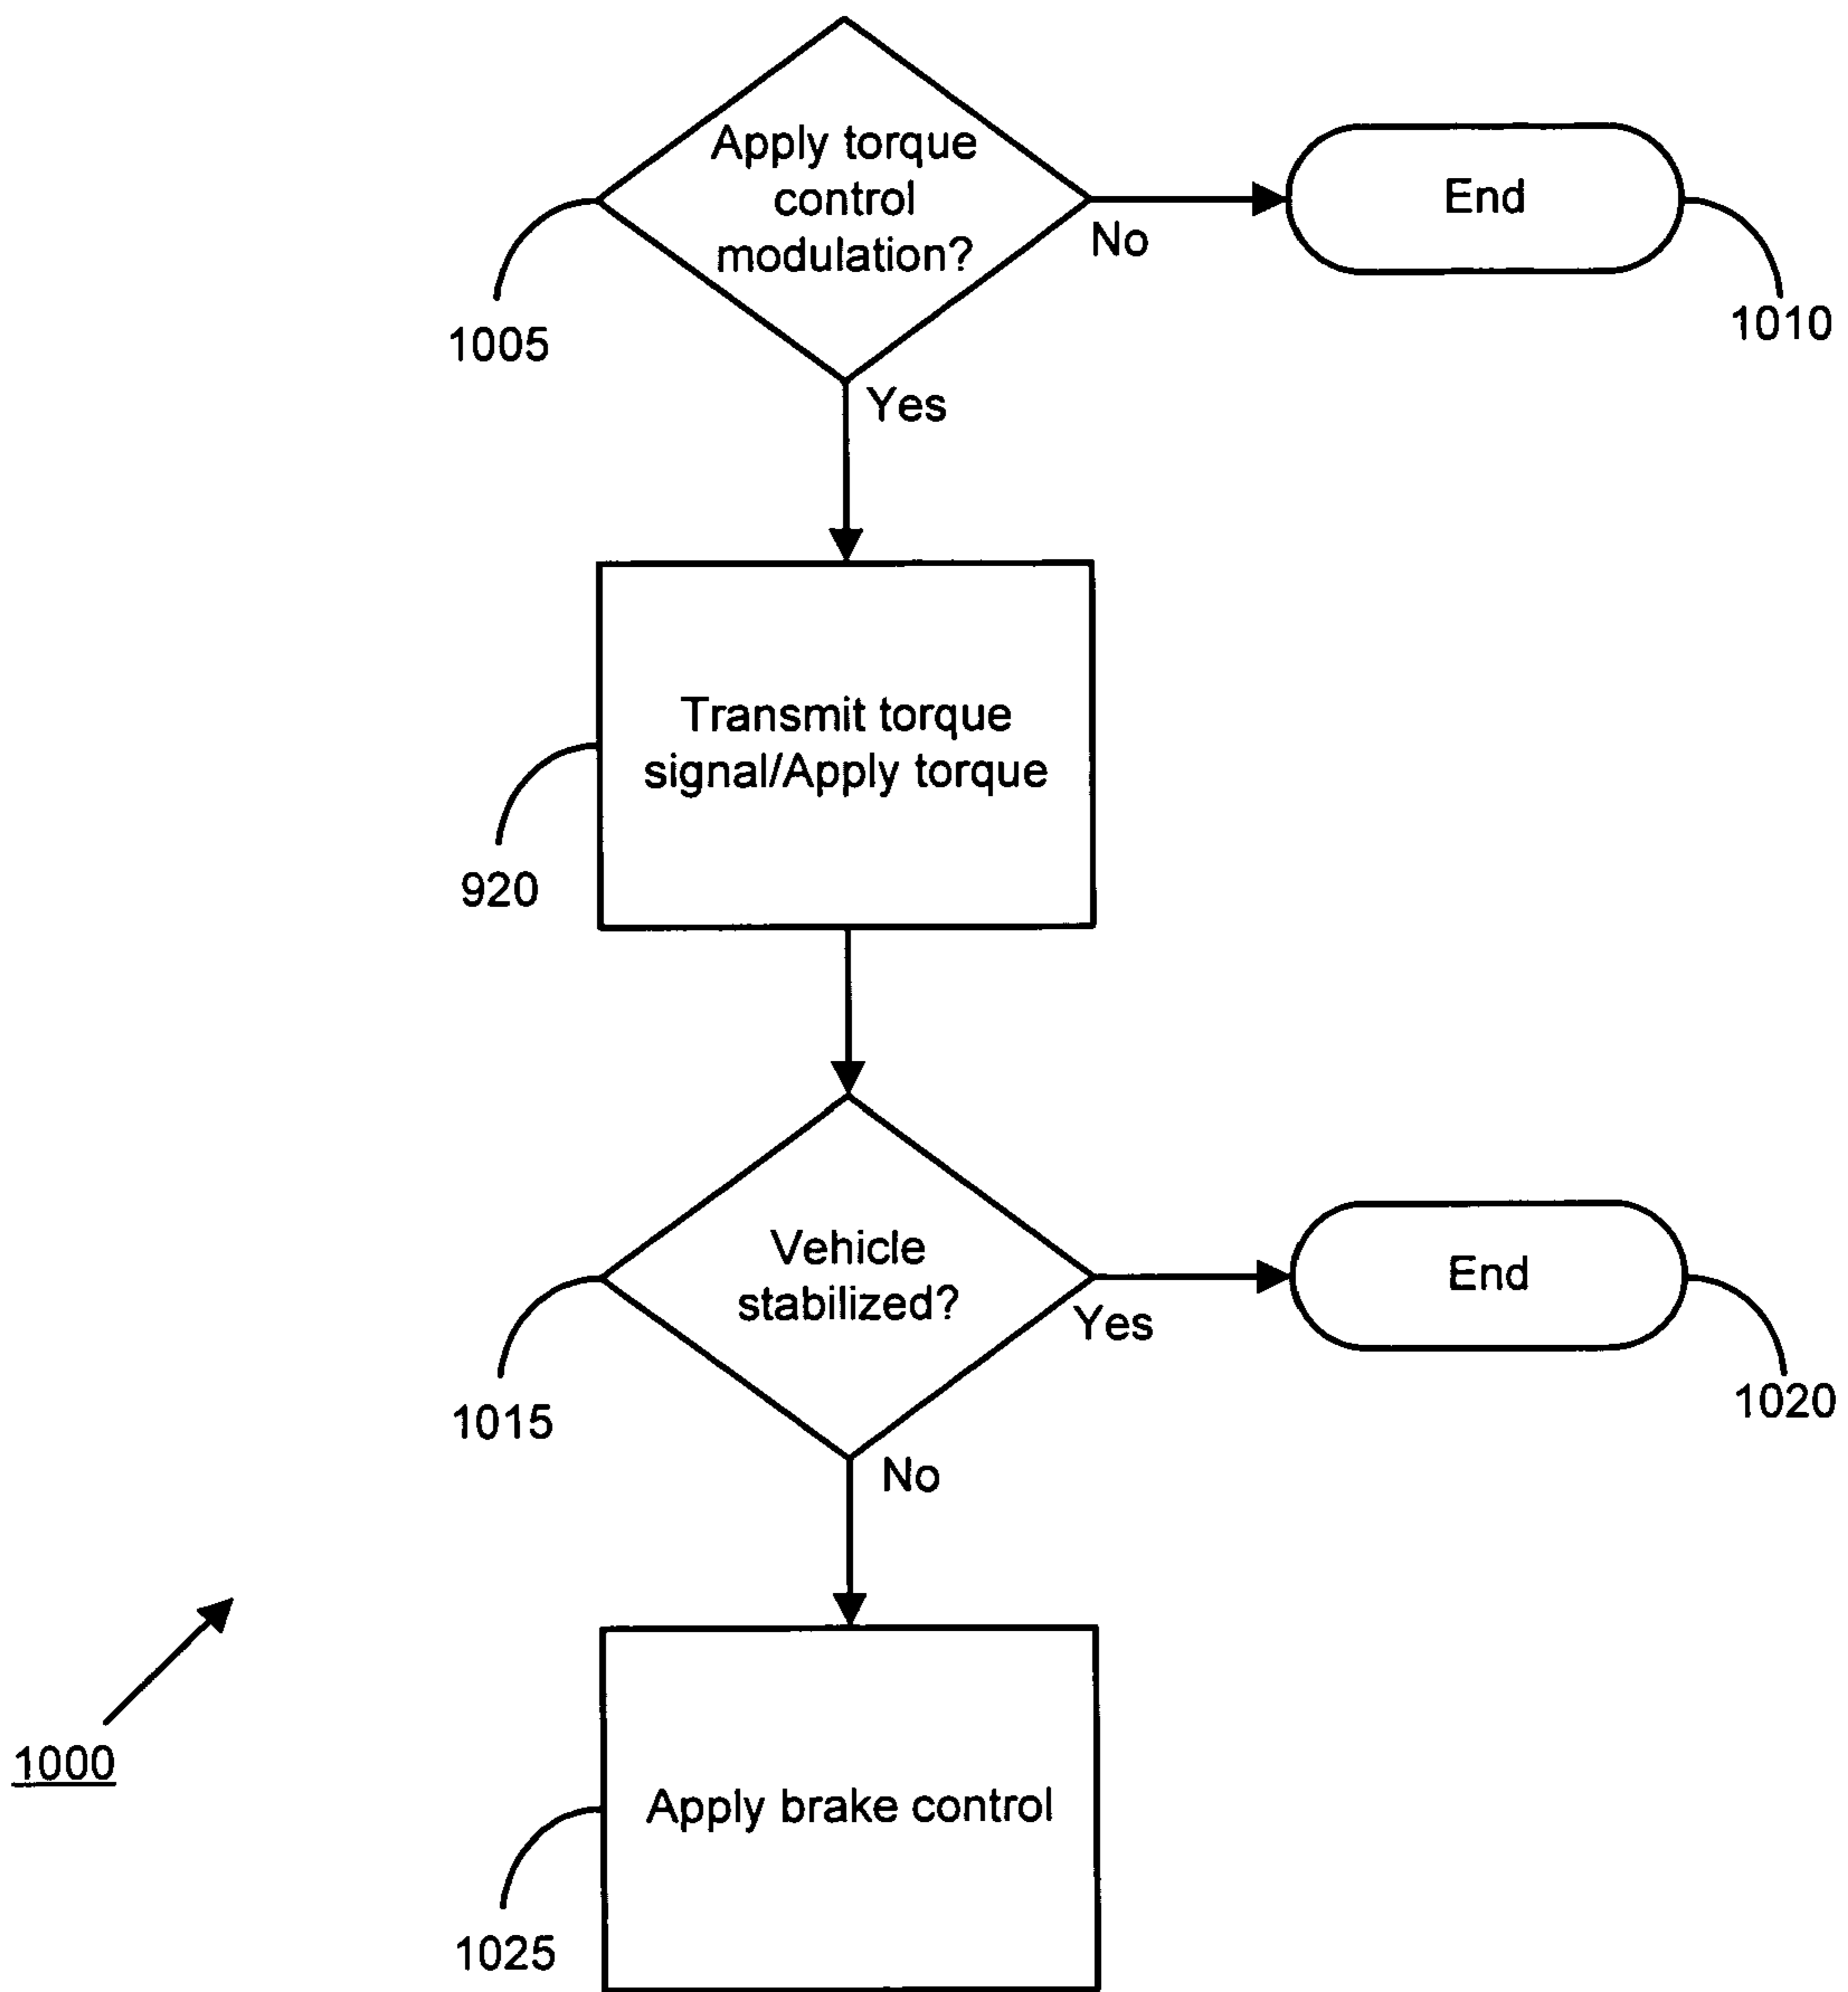 Apply torque
control
modulation?
End
No
1005
1010
Yes
Transmit torque
signal/Apply torque
920
Vehicle
stabilized?
End
Yes
1015
1020
No
1000
Apply brake control
1025